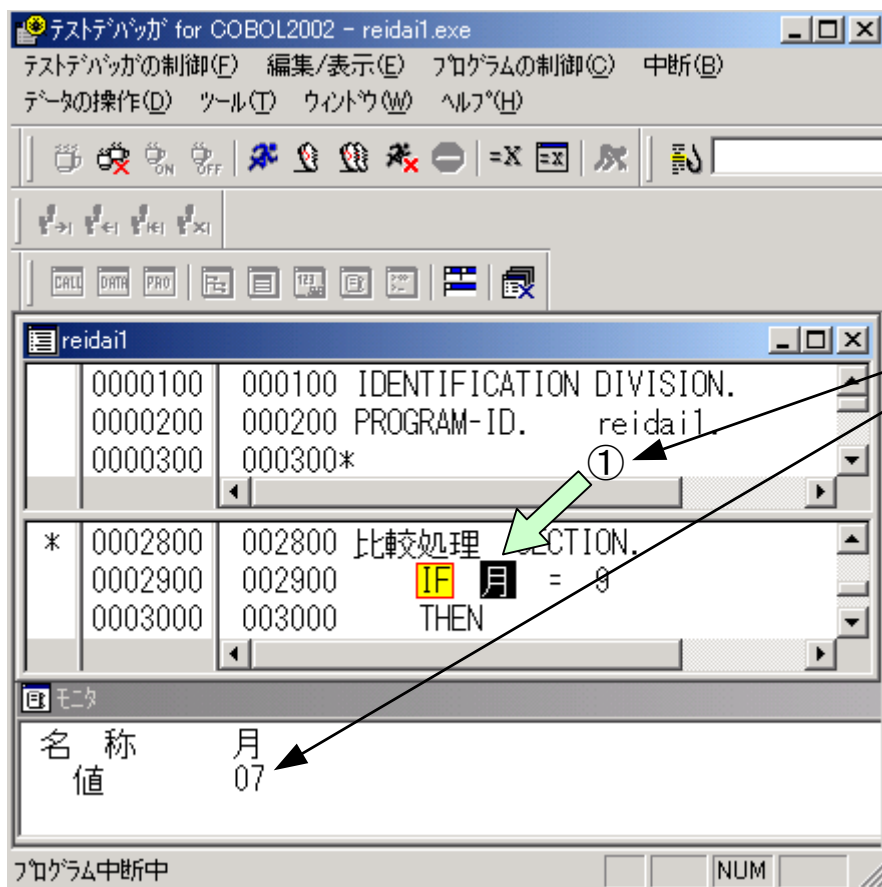 ﾃｽﾄﾃﾞﾊﾞｯｶﾞ for COBOL2002 - reidai1.exe
ﾃｽﾄﾃﾞﾊﾞｯｶﾞの制御(F) 編集/表示(E) ﾌﾟﾛｸﾞﾗﾑの制御(C) 中断(B)
ﾃﾞｰﾀの操作(D) ﾂｰﾙ(T) ｳｨﾝﾄﾞｳ(W) ﾍﾙﾌﾟ(H)
ON OFF =X =X
CALL DATA PRO 123
reidai1
0000100 000100 IDENTIFICATION DIVISION.
0000200 000200 PROGRAM-ID. reidai1.
0000300 000300*
①
* 0002800 002800 比較処理 SECTION.
0002900 002900 IF 月 = 9
0003000 003000 THEN
ﾓﾆﾀ
名 称 月
値 07
ﾌﾟﾛｸﾞﾗﾑ中断中 NUM